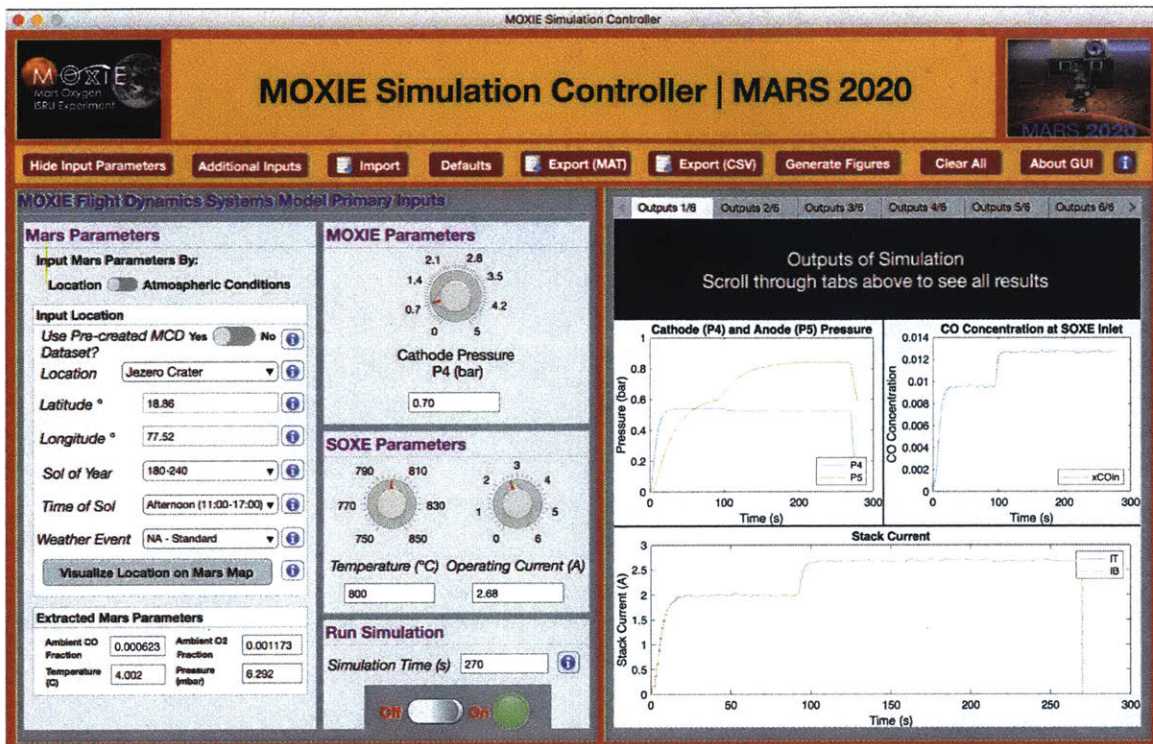 MOXIE Simulation Controller
MOXIE
Mars Oxygen
ISRU Experiment
MOXIE Simulation Controller | MARS 2020
MARS 2020
Hide Input Parameters
Additional Inputs
Import
Defaults
Export (MAT)
Export (CSV)
Generate Figures
Clear All
About GUI
MOXIE Flight Dynamics Systems Model Primary Inputs
Mars Parameters
Input Mars Parameters By:
Location Atmospheric Conditions
Input Location
Use Pre-created MCD Yes No
Dataset?
Location Jezero Crater
Latitude ° 18.86
Longitude ° 77.52
Sol of Year 180-240
Time of Sol Afternoon (11:00-17:00)
Weather Event NA - Standard
Visualize Location on Mars Map
Extracted Mars Parameters
Ambient CO Fraction 0.000623 Ambient O2 Fraction 0.001173
Temperature (C) 4.002 Pressure (mbar) 6.292
MOXIE Parameters
0 0.7 1.4 2.1 2.8 3.5 4.2 5
Cathode Pressure
P4 (bar)
0.70
SOXE Parameters
750 770 790 810 830 850
0 1 2 3 4 5 6
Temperature (°C) Operating Current (A)
800 2.68
Run Simulation
Simulation Time (s) 270
Off On
Outputs 1/6 Outputs 2/6 Outputs 3/6 Outputs 4/6 Outputs 5/6 Outputs 6/6
Outputs of Simulation
Scroll through tabs above to see all results
Cathode (P4) and Anode (P5) Pressure
Pressure (bar)
1
0.8
0.6
0.4
0.2
0
0 100 200 300
Time (s)
P4
P5
CO Concentration at SOXE Inlet
CO Concentration
0.014
0.012
0.01
0.008
0.006
0.004
0.002
0
0 100 200 300
Time (s)
xCOin
Stack Current
Stack Current (A)
3
2.5
2
1.5
1
0.5
0
0 50 100 150 200 250 300
Time (s)
IT
IB